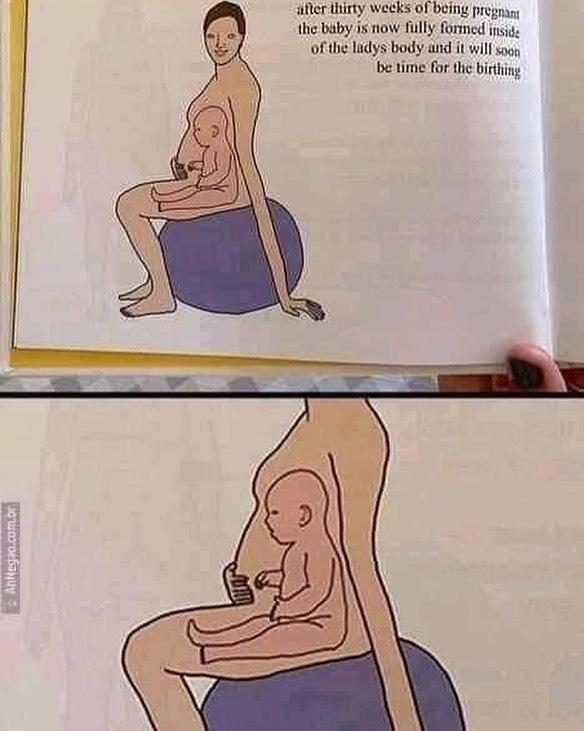 after thirty weeks of being pregnant
the baby is now fully formed inside
of the ladys body and it will soon
be time for the birthing
AhNegao.com.br